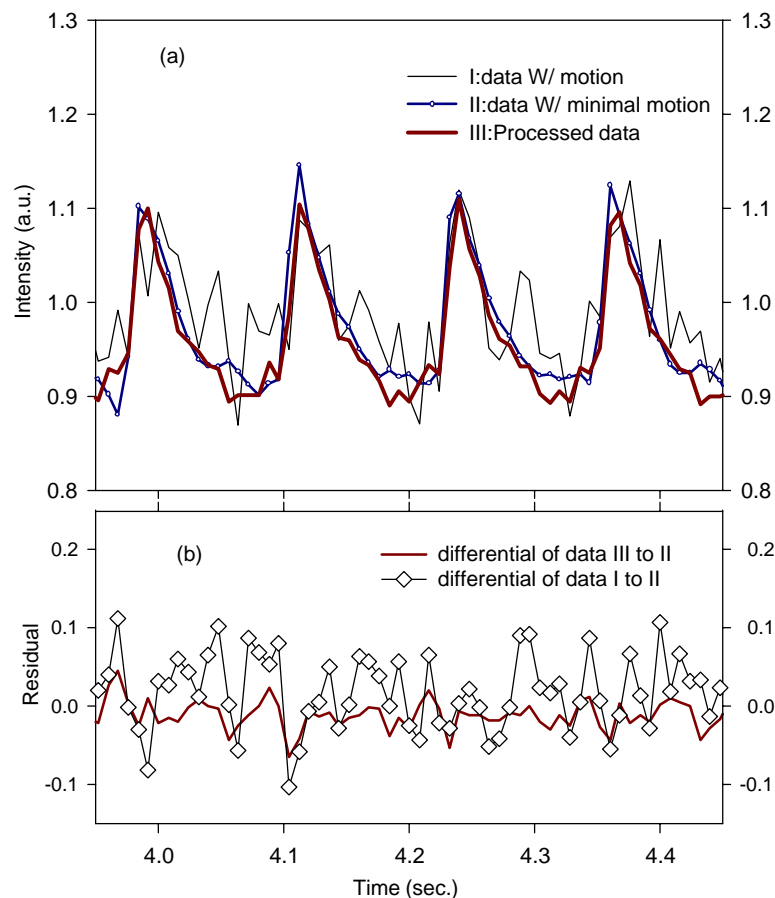 1.3
1.3
(a)
I:data W/ motion
II:data W/ minimal motion
III:Processed data
1.2
1.2
Intensity (a.u.)
1.1
1.1
1.0
1.0
0.9
0.9
0.8
0.8
(b)
differential of data III to II
differential of data I to II
0.2
0.2
Residual
0.1
0.1
0.0
0.0
-0.1
-0.1
4.0 4.1 4.2 4.3 4.4
Time (sec.)